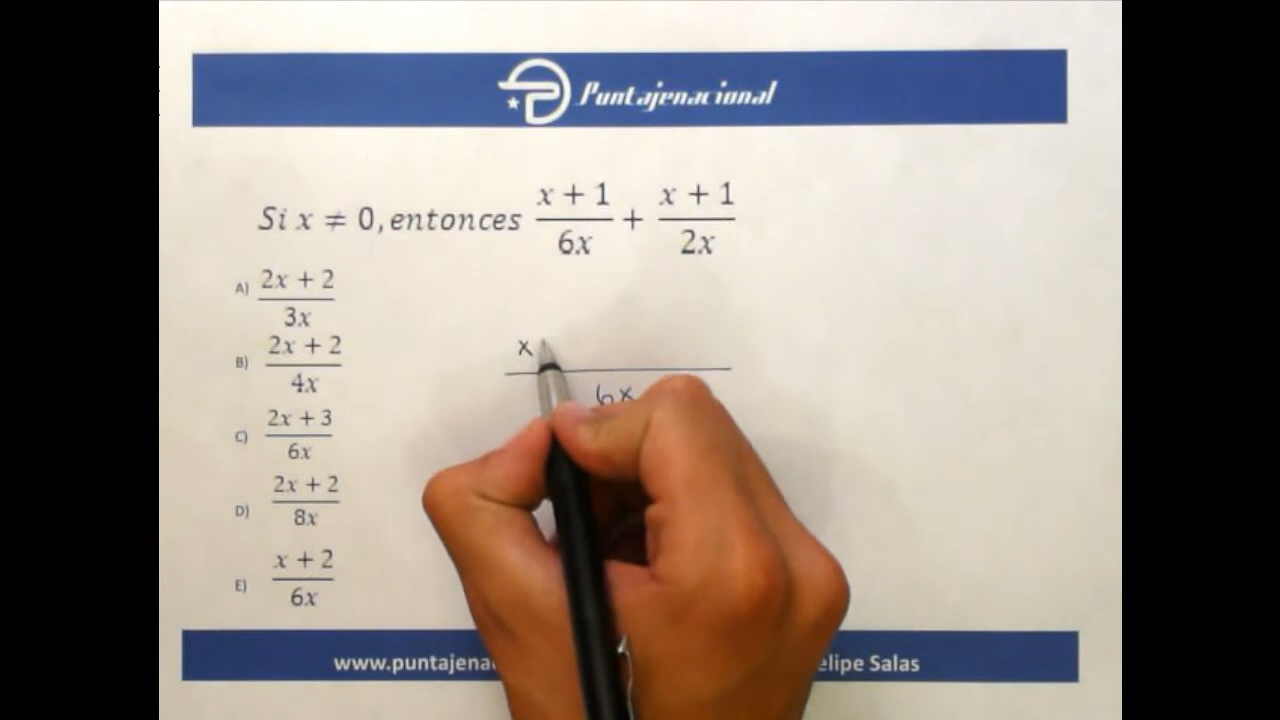 Puntajenacional
Si x ≠ 0, entonces (x + 1)/(6x) + (x + 1)/(2x)
A) (2x + 2)/(3x)
B) (2x + 2)/(4x)
C) (2x + 3)/(6x)
D) (2x + 2)/(8x)
E) (x + 2)/(6x)
x
6x
www.puntajena
elipe Salas